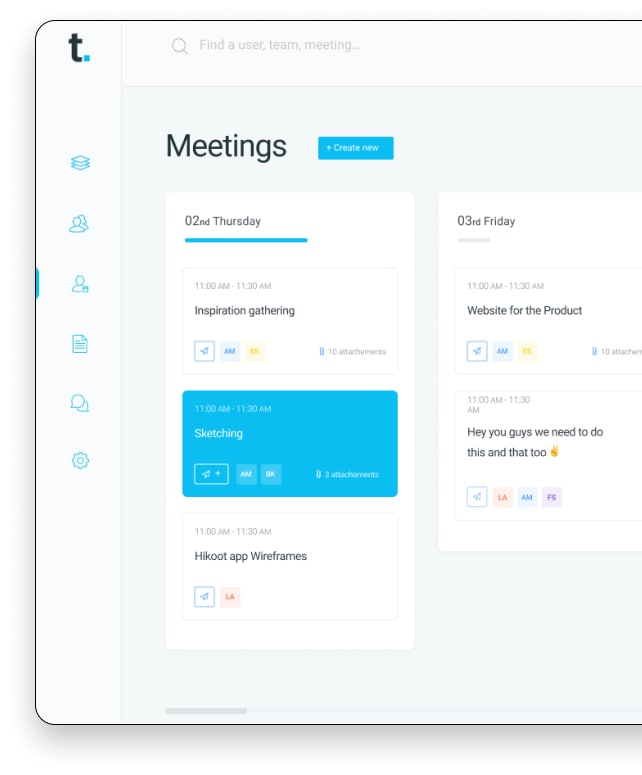 t.
Find a user, team, meeting...
Meetings
+ Create new
02nd Thursday
11:00 AM - 11:30 AM
Inspiration gathering
AM ES 10 attachements
11:00 AM - 11:30 AM
Sketching
+ AM BK 3 attachements
11:00 AM - 11:30 AM
Hikoot app Wireframes
LA
03rd Friday
11:00 AM - 11:30 AM
Website for the Product
AM ES 10 attachem
11:00 AM - 11:30
AM
Hey you guys we need to do
this and that too ✌️
LA AM FS